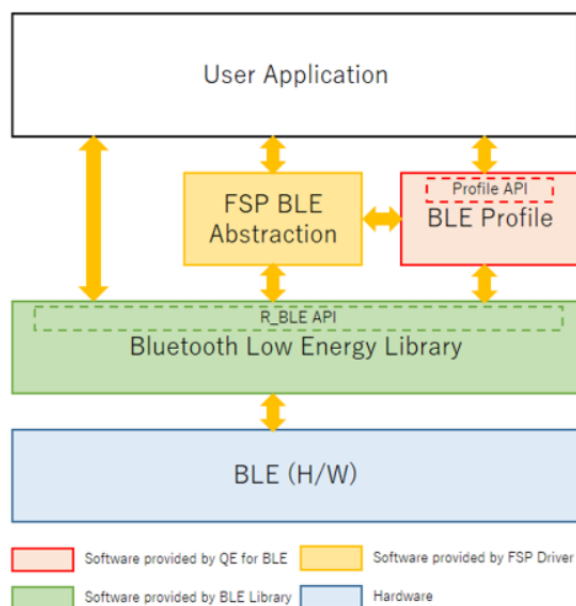 User Application
FSP BLE
Abstraction
Profile API
BLE Profile
R_BLE API
Bluetooth Low Energy Library
BLE (H/W)
Software provided by QE for BLE
Software provided by FSP Driver
Software provided by BLE Library
Hardware